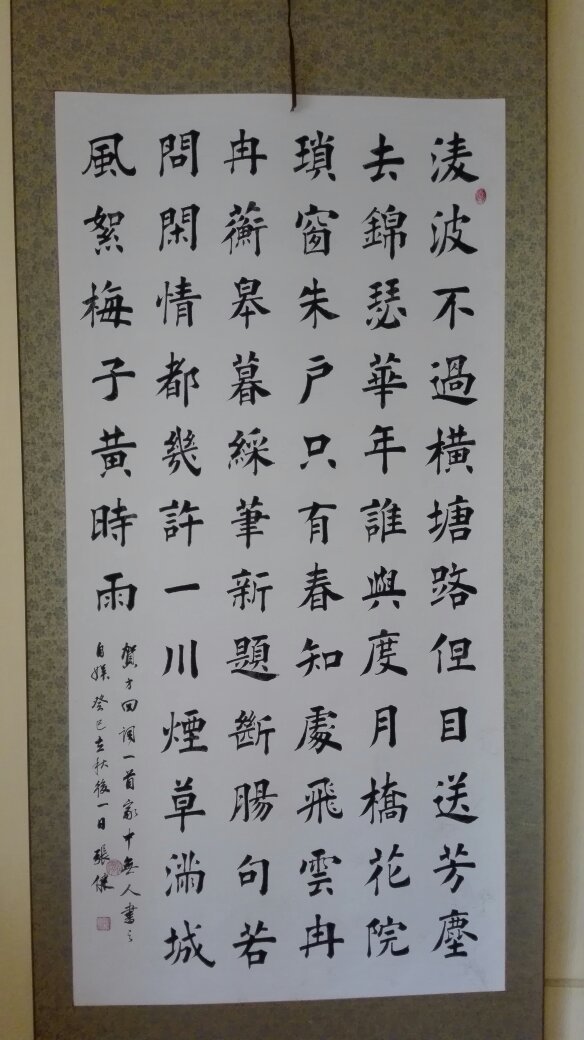 淩波不過橫塘路但目送芳塵
去錦瑟華年誰與度月橋花院
瑣窗朱戶只有春知處飛雲冉
冉蘅皋暮綵筆新題斷腸句若
問閑情都幾許一川煙草滿城
風絮梅子黃時雨
賀方回詞一首家中無人書之
自娛癸巳立秋後一日張傑